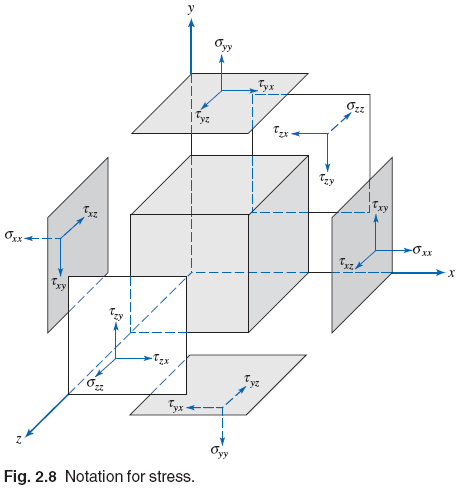 y
σyy
τyx
τyz
σzz
τzx
τzy
τxz
σxx
τxy
τxy
σxx
τxz
x
τzy
τzx
σzz
τyz
τyx
σyy
z
Fig. 2.8 Notation for stress.